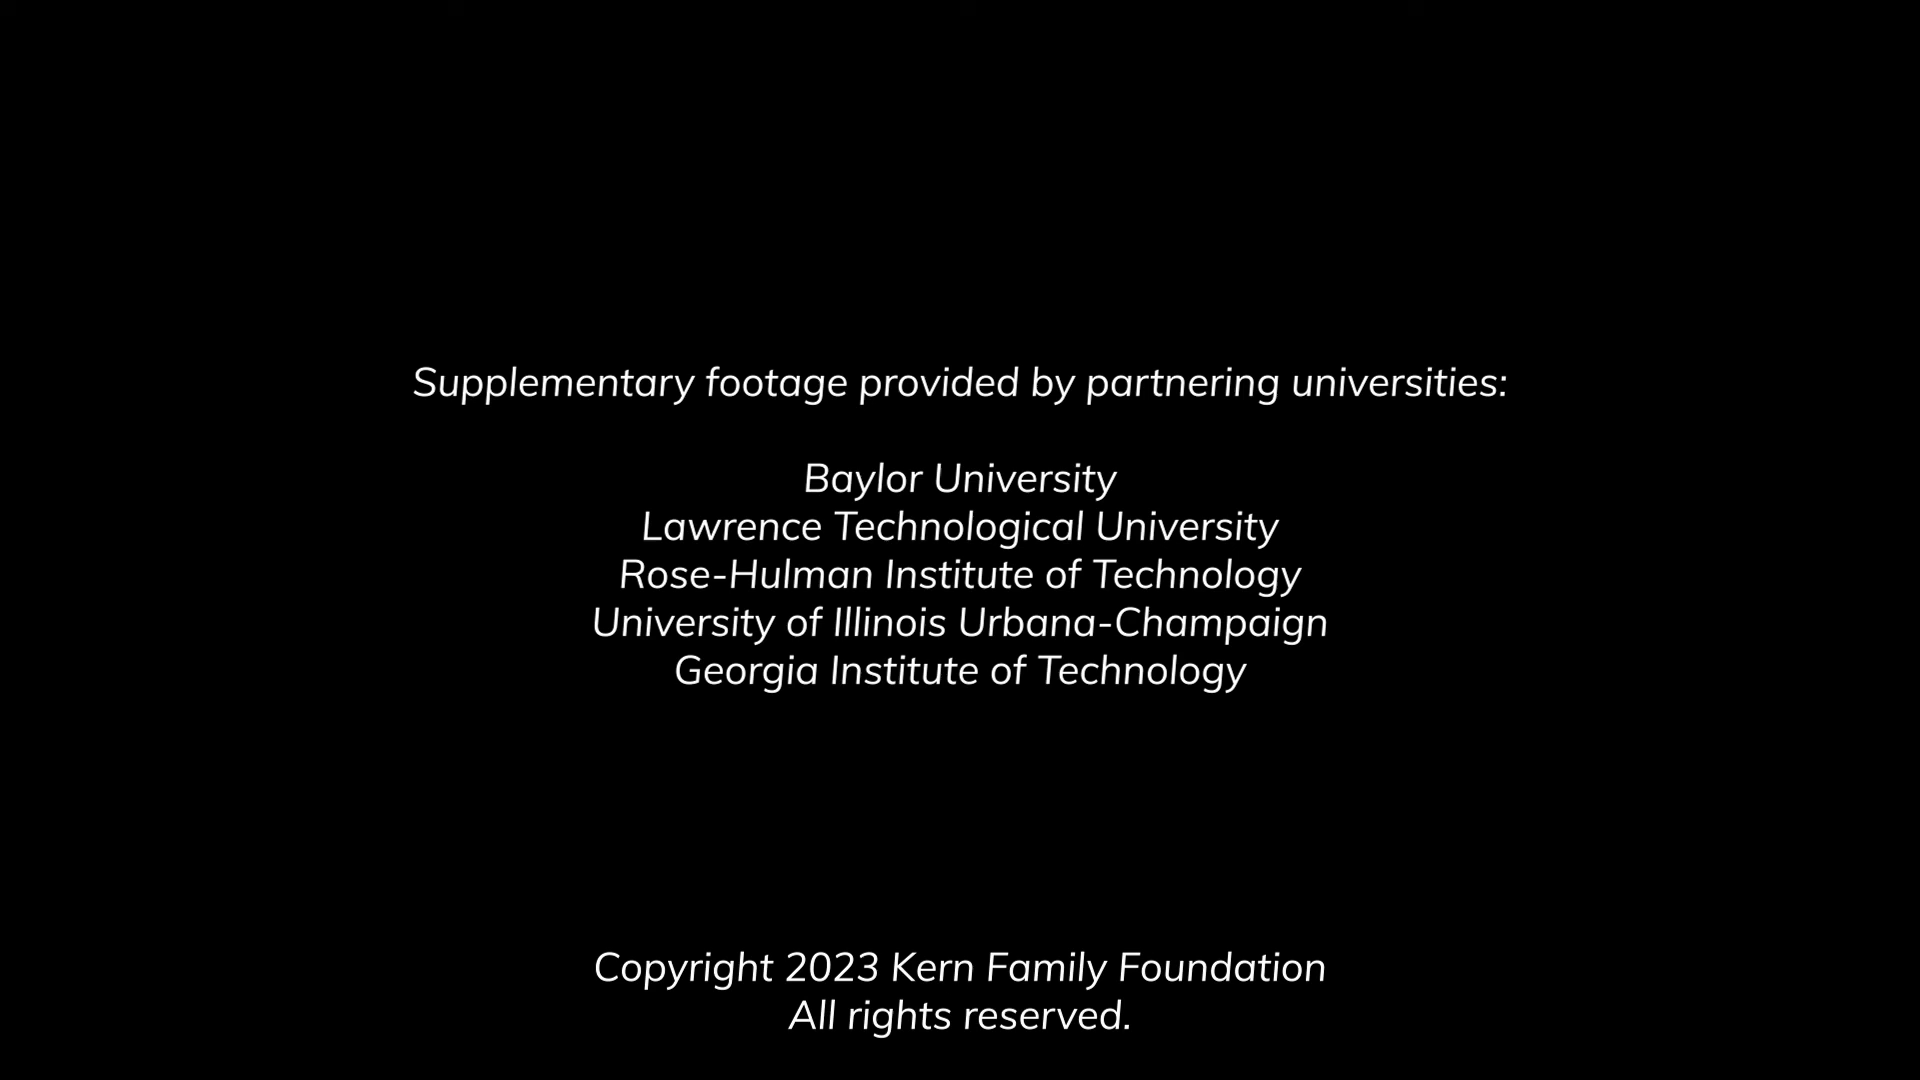 Supplementary footage provided by partnering universities:
Baylor University
Lawrence Technological University
Rose-Hulman Institute of Technology
University of Illinois Urbana-Champaign
Georgia Institute of Technology
Copyright 2023 Kern Family Foundation
All rights reserved.